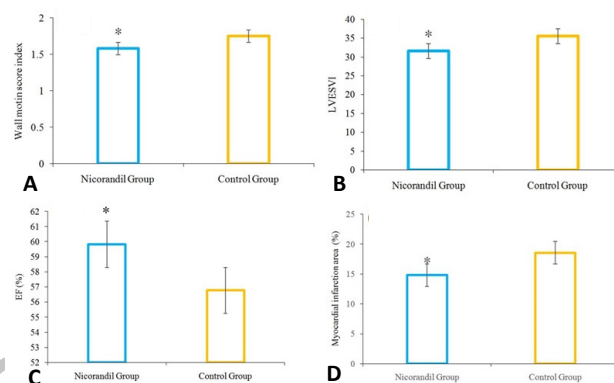 Wall motin score index
2
1.5
1
0.5
0
*
Nicorandil Group
Control Group
A
LVESVI
40
35
30
25
20
15
10
5
0
*
Nicorandil Group
Control Group
B
EF (%)
62
61
60
59
58
57
56
55
54
53
52
*
Nicorandil Group
Control Group
C
Myocardial infarction area (%)
25
20
15
10
5
0
*
Nicorandil Group
Control Group
D